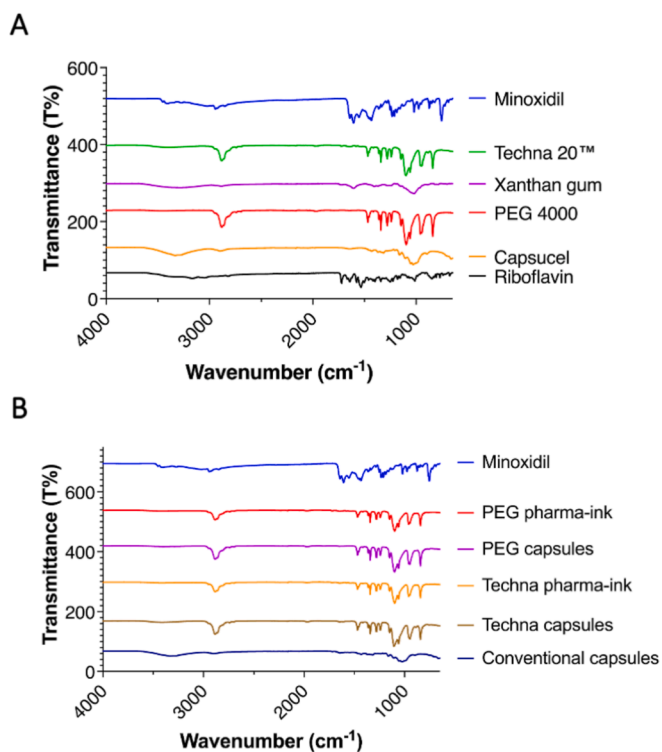 A
Transmittance (T%)
600
400
200
0
4000
3000
2000
1000
Wavenumber (cm-1)
Minoxidil
Techna 20™
Xanthan gum
PEG 4000
Capsucel
Riboflavin
B
Transmittance (T%)
600
400
200
0
4000
3000
2000
1000
Wavenumber (cm-1)
Minoxidil
PEG pharma-ink
PEG capsules
Techna pharma-ink
Techna capsules
Conventional capsules